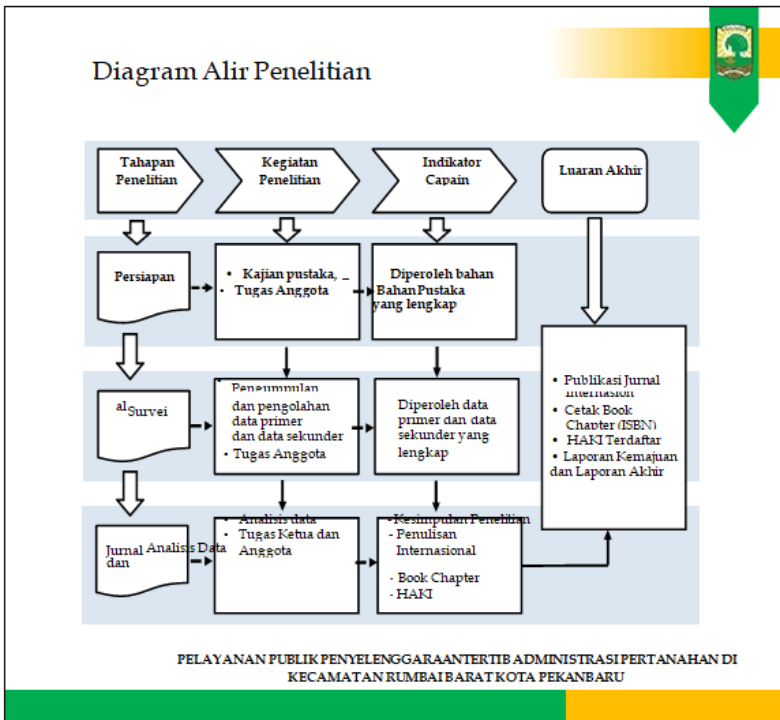 Diagram Alir Penelitian
Tahapan
Penelitian
Kegiatan
Penelitian
Indikator
Capain
Luaran Akhir
Persiapan
• Kajian pustaka, _
• Tugas Anggota
Diperoleh bahan
Bahan Pustaka
yang lengkap
al Survei
• Pengumpulan
dan pengolahan
data primer
dan data sekunder
• Tugas Anggota
Diperoleh data
primer dan data
sekunder yang
lengkap
• Publikasi Jurnal
Internasion
• Cetak Book
Chapter (ISBN)
• HAKI Terdaftar
• Laporan Kemajuan
dan Laporan Akhir
Jurnal Analisis Data
dan
• Analisis data
• Tugas Ketua dan
Anggota
- Kesimpulan Penelitian
- Penulisan
Internasional
- Book Chapter
- HAKI
PELAYANAN PUBLIK PENYELENGGARAANTERTIB ADMINISTRASI PERTANAHAN DI
KECAMATAN RUMBAI BARAT KOTA PEKANBARU